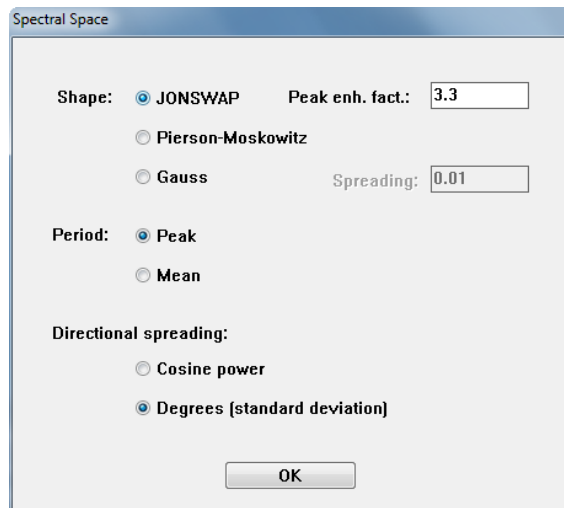 Spectral Space
Shape: JONSWAP Peak enh. fact.: 3.3
Pierson-Moskowitz
Gauss Spreading: 0.01
Period: Peak
Mean
Directional spreading:
Cosine power
Degrees (standard deviation)
OK